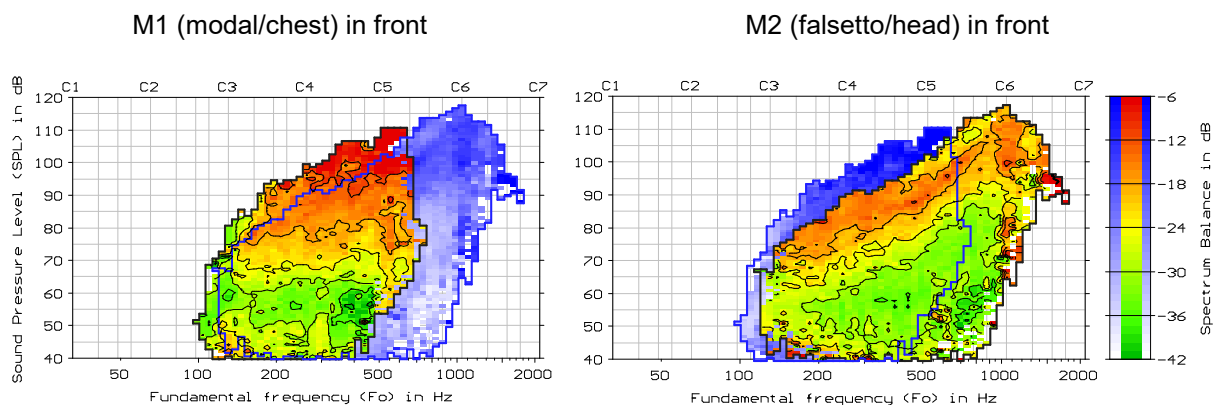 M1 (modal/chest) in front
M2 (falsetto/head) in front
C1 C2 C3 C4 C5 C6 C7
C1 C2 C3 C4 C5 C6 C7
Sound Pressure Level (SPL) in dB
120
110
100
90
80
70
60
50
40
50 100 200 500 1000 2000
Fundamental frequency (Fo) in Hz
120
110
100
90
80
70
60
50
40
50 100 200 500 1000 2000
Fundamental frequency (Fo) in Hz
-6
-12
-18
-24
-30
-36
-42
Spectrum Balance in dB